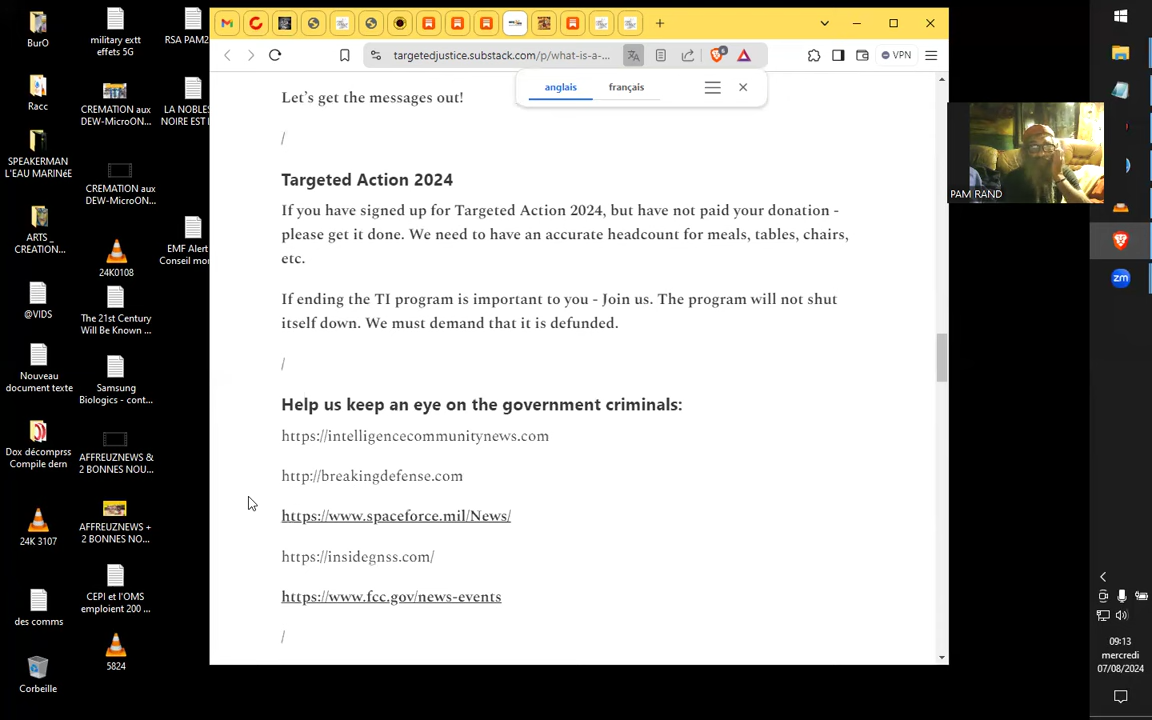 BurO
military extt
effets 5G
RSA PAM2
Racc
CREMATION aux
DEW-MicroON...
LA NOBLES
NOIRE EST I
SPEAKERMAN
L'EAU MARINéE
CREMATION aux
DEW-MicroON...
ARTS _
CREATION...
EMF Alert
Conseil mor
24K0108
@VIDS
The 21st Century
Will Be Known ...
Nouveau
document texte
Samsung
Biologics - cont...
Dox décomprss
Compile dern
AFFREUZNEWS &
2 BONNES NOU...
24K 3107
AFFREUZNEWS +
2 BONNES NO...
des comms
CEPI et l'OMS
emploient 200 ...
Corbeille
5824
targetedjustice.substack.com/p/what-is-a-...
6
VPN
anglais
français
Let's get the messages out!
/
Targeted Action 2024
If you have signed up for Targeted Action 2024, but have not paid your donation -
please get it done. We need to have an accurate headcount for meals, tables, chairs,
etc.
If ending the TI program is important to you - Join us. The program will not shut
itself down. We must demand that it is defunded.
/
Help us keep an eye on the government criminals:
https://intelligencecommunitynews.com
http://breakingdefense.com
https://www.spaceforce.mil/News/
https://insidegnss.com/
https://www.fcc.gov/news-events
/
PAM RAND
zm
09:13
mercredi
07/08/2024